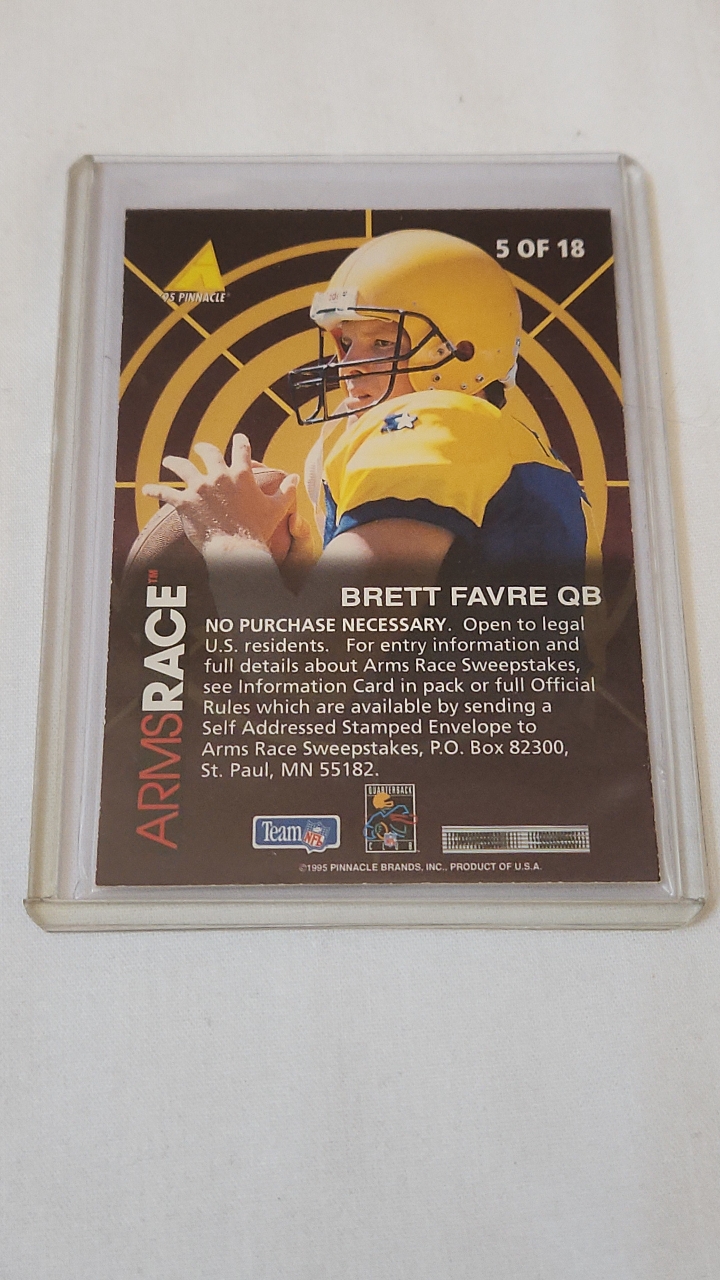 5 OF 18
95 PINNACLE®
ARMSRACE™
BRETT FAVRE QB
NO PURCHASE NECESSARY. Open to legal
U.S. residents. For entry information and
full details about Arms Race Sweepstakes,
see Information Card in pack or full Official
Rules which are available by sending a
Self Addressed Stamped Envelope to
Arms Race Sweepstakes, P.O. Box 82300,
St. Paul, MN 55182.
Team NFL
QUARTERBACK
CLUB
©1995 PINNACLE BRANDS, INC., PRODUCT OF U.S.A.